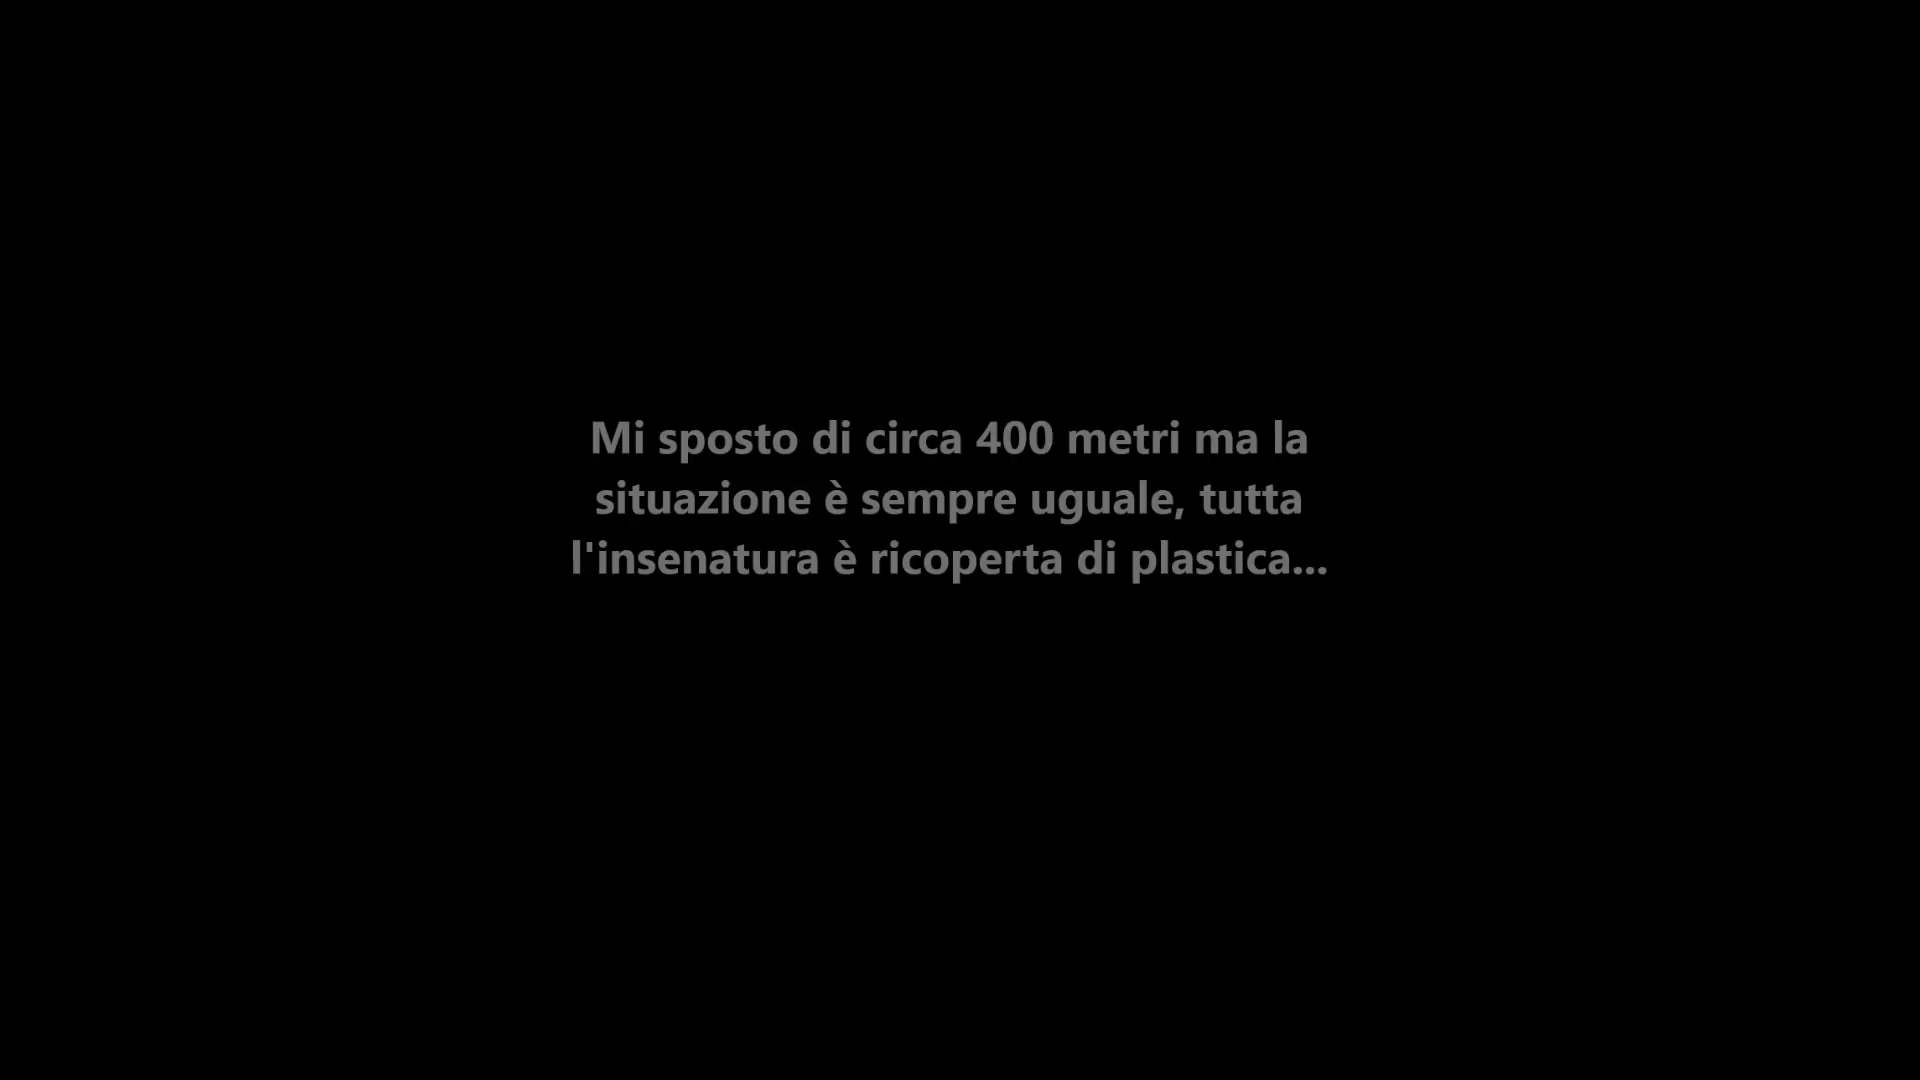 Mi sposto di circa 400 metri ma la
situazione è sempre uguale, tutta
l'insenatura è ricoperta di plastica...